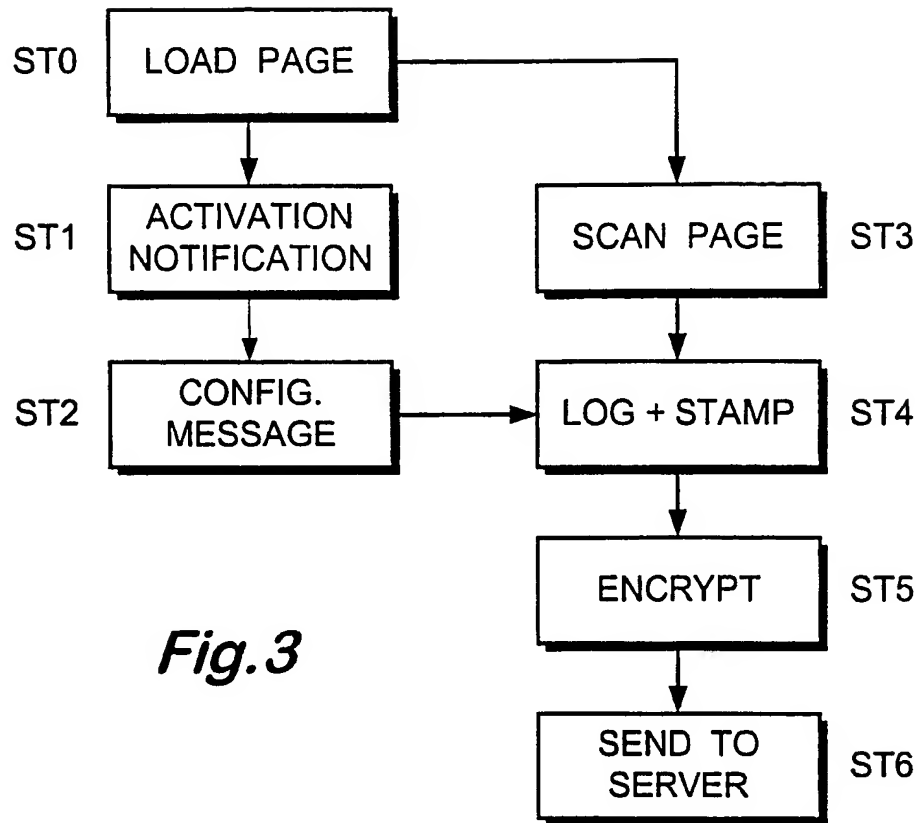 ST0
LOAD PAGE
ST1
ACTIVATION
NOTIFICATION
SCAN PAGE
ST3
ST2
CONFIG.
MESSAGE
LOG + STAMP
ST4
ENCRYPT
ST5
Fig.3
SEND TO
SERVER
ST6